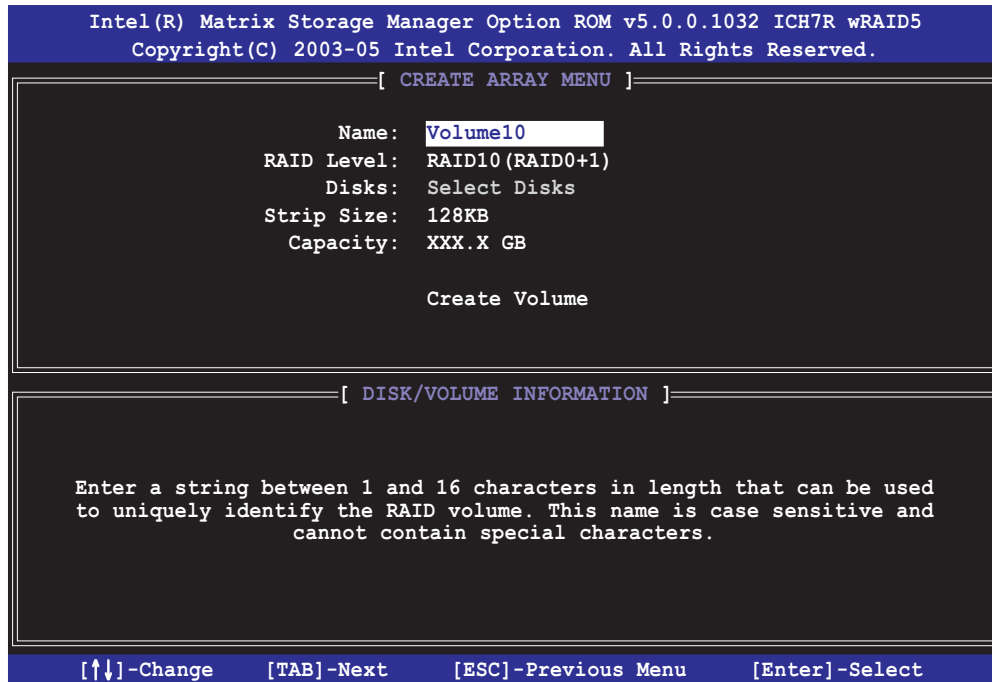 Intel(R) Matrix Storage Manager Option ROM v5.0.0.1032 ICH7R wRAID5
Copyright(C) 2003-05 Intel Corporation. All Rights Reserved.
[ CREATE ARRAY MENU ]
Name: Volume10
RAID Level: RAID10(RAID0+1)
Disks: Select Disks
Strip Size: 128KB
Capacity: XXX.X GB
Create Volume
[ DISK/VOLUME INFORMATION ]
Enter a string between 1 and 16 characters in length that can be used
to uniquely identify the RAID volume. This name is case sensitive and
cannot contain special characters.
[↑↓]-Change [TAB]-Next [ESC]-Previous Menu [Enter]-Select